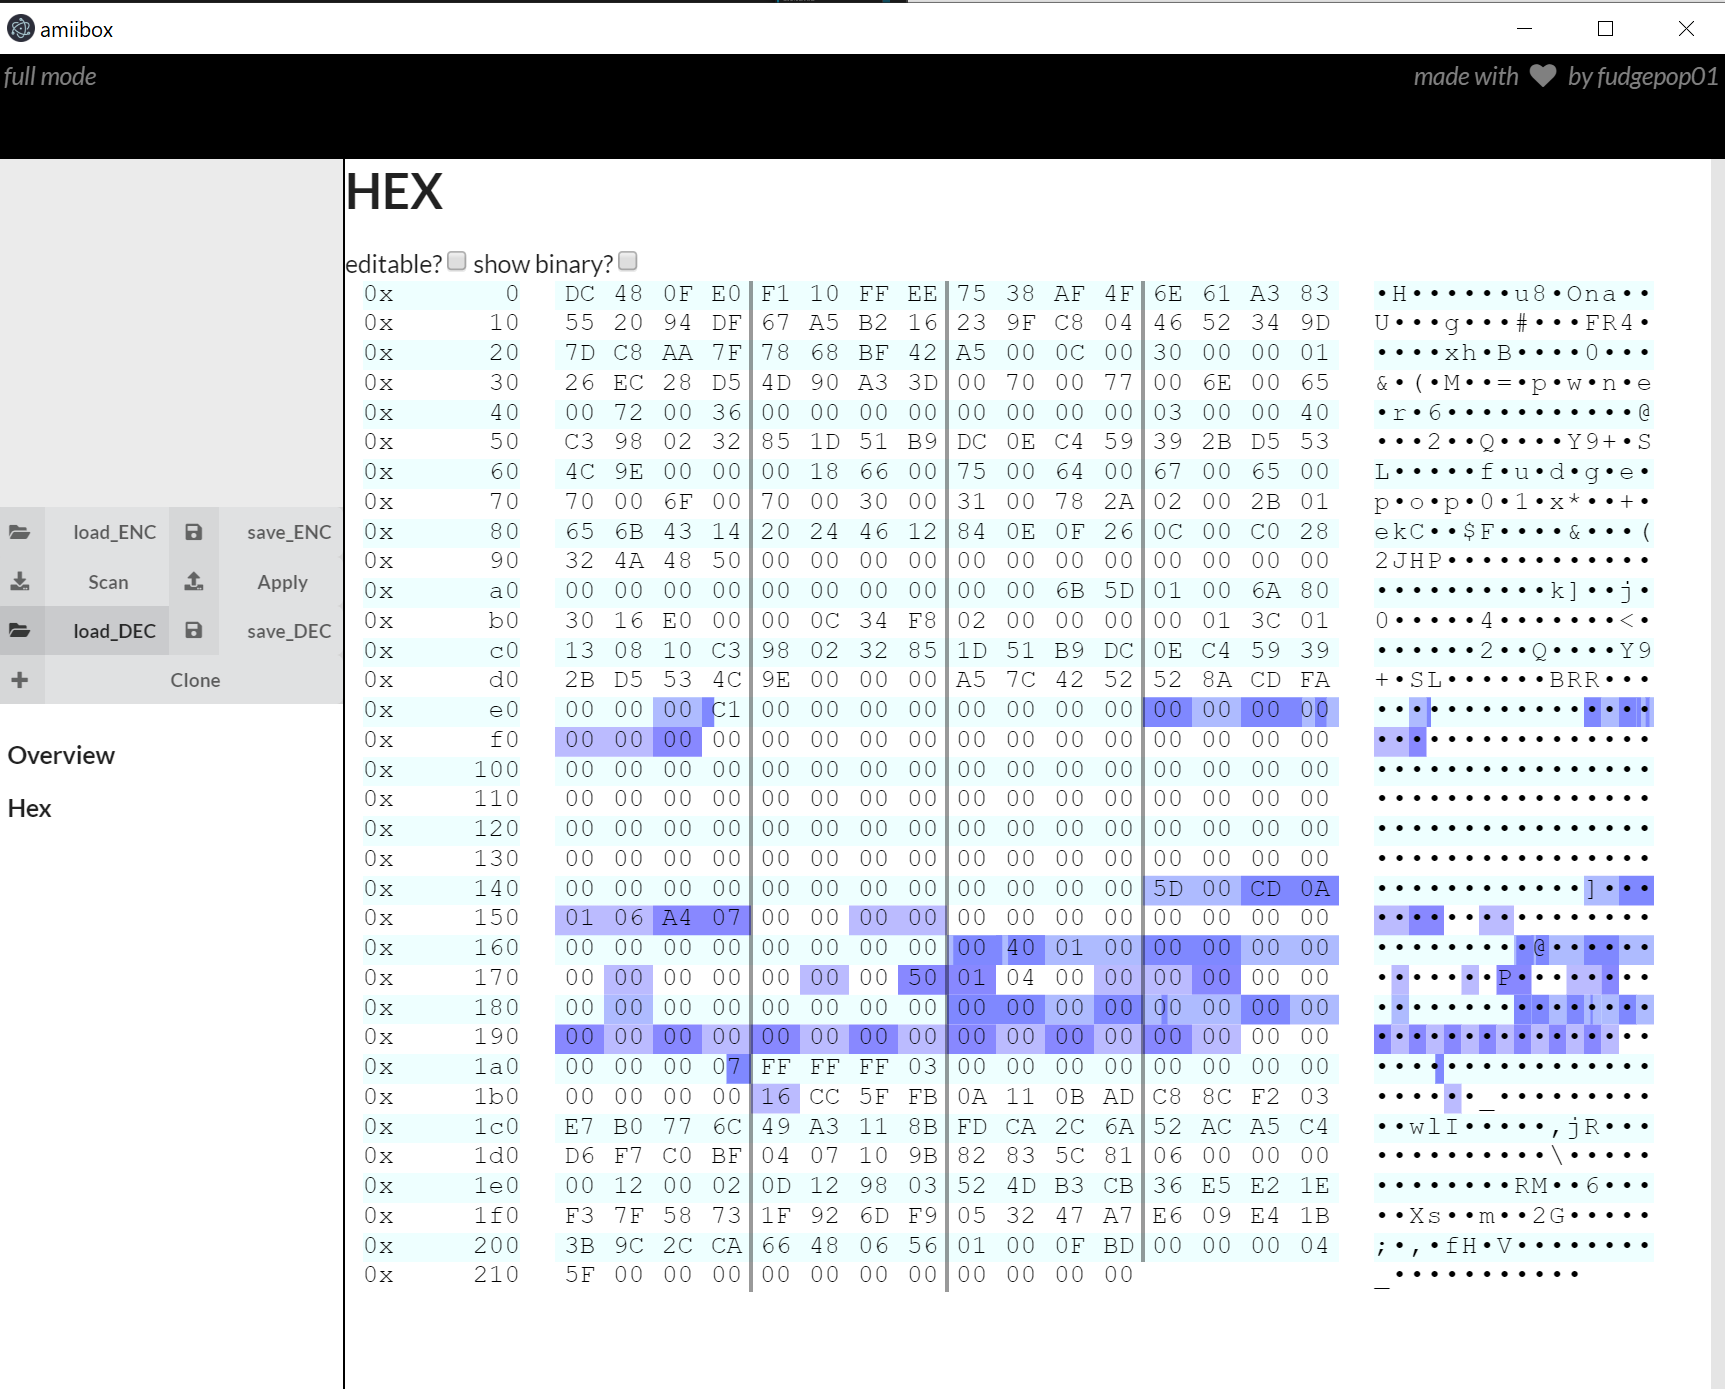 amiibox
full mode
made with by fudgepop01
load_ENC
save_ENC
Scan
Apply
load_DEC
save_DEC
Clone
Overview
Hex
HEX
editable? show binary?
0x 0 DC 48 0F E0 F1 10 FF EE 75 38 AF 4F 6E 61 A3 83 •H••••••u8•Ona••
0x 10 55 20 94 DF 67 A5 B2 16 23 9F C8 04 46 52 34 9D U•••g•••#•••FR4•
0x 20 7D C8 AA 7F 78 68 BF 42 A5 00 0C 00 30 00 00 01 ••••xh•B••••0•••
0x 30 26 EC 28 D5 4D 90 A3 3D 00 70 00 77 00 6E 00 65 &•(•M••=•p•w•n•e
0x 40 00 72 00 36 00 00 00 00 00 00 00 00 03 00 00 40 •r•6•••••••••••@
0x 50 C3 98 02 32 85 1D 51 B9 DC 0E C4 59 39 2B D5 53 •••2••Q••••Y9+•S
0x 60 4C 9E 00 00 00 18 66 00 75 00 64 00 67 00 65 00 L•••••f•u•d•g•e•
0x 70 70 00 6F 00 70 00 30 00 31 00 78 2A 02 00 2B 01 p•o•p•0•1•x*••+•
0x 80 65 6B 43 14 20 24 46 12 84 0E 0F 26 0C 00 C0 28 ekC••$F••••&•••(
0x 90 32 4A 48 50 00 00 00 00 00 00 00 00 00 00 00 00 2JHP••••••••••••
0x a0 00 00 00 00 00 00 00 00 00 00 6B 5D 01 00 6A 80 ••••••••••k]••j•
0x b0 30 16 E0 00 00 0C 34 F8 02 00 00 00 00 01 3C 01 0•••••4•••••••<•
0x c0 13 08 10 C3 98 02 32 85 1D 51 B9 DC 0E C4 59 39 ••••••2••Q••••Y9
0x d0 2B D5 53 4C 9E 00 00 00 A5 7C 42 52 52 8A CD FA +•SL••••••BRR•••
0x e0 00 00 00 C1 00 00 00 00 00 00 00 00 00 00 00 00 ••••••••••••••••
0x f0 00 00 00 00 00 00 00 00 00 00 00 00 00 00 00 00 ••••••••••••••••
0x 100 00 00 00 00 00 00 00 00 00 00 00 00 00 00 00 00 ••••••••••••••••
0x 110 00 00 00 00 00 00 00 00 00 00 00 00 00 00 00 00 ••••••••••••••••
0x 120 00 00 00 00 00 00 00 00 00 00 00 00 00 00 00 00 ••••••••••••••••
0x 130 00 00 00 00 00 00 00 00 00 00 00 00 00 00 00 00 ••••••••••••••••
0x 140 00 00 00 00 00 00 00 00 00 00 00 00 5D 00 CD 0A ••••••••••••]•••
0x 150 01 06 A4 07 00 00 00 00 00 00 00 00 00 00 00 00 ••••••••••••••••
0x 160 00 00 00 00 00 00 00 00 00 40 01 00 00 00 00 00 •••••••••@••••••
0x 170 00 00 00 00 00 00 00 50 01 04 00 00 00 00 00 00 •••••••P••••••••
0x 180 00 00 00 00 00 00 00 00 00 00 00 00 00 00 00 00 ••••••••••••••••
0x 190 00 00 00 00 00 00 00 00 00 00 00 00 00 00 00 00 ••••••••••••••••
0x 1a0 00 00 00 07 FF FF FF 03 00 00 00 00 00 00 00 00 ••••••••••••••••
0x 1b0 00 00 00 00 16 CC 5F FB 0A 11 0B AD C8 8C F2 03 ••••••_•••••••••
0x 1c0 E7 B0 77 6C 49 A3 11 8B FD CA 2C 6A 52 AC A5 C4 ••wlI•••••,jR•••
0x 1d0 D6 F7 C0 BF 04 07 10 9B 82 83 5C 81 06 00 00 00 ••••••••••\•••••
0x 1e0 00 12 00 02 0D 12 98 03 52 4D B3 CB 36 E5 E2 1E ••••••••RM••6•••
0x 1f0 F3 7F 58 73 1F 92 6D F9 05 32 47 A7 E6 09 E4 1B ••Xs••m••2G•••••
0x 200 3B 9C 2C CA 66 48 06 56 01 00 0F BD 00 00 00 04 ;•,•fH•V••••••••
0x 210 5F 00 00 00 00 00 00 00 00 00 00 00 _•••••••••••